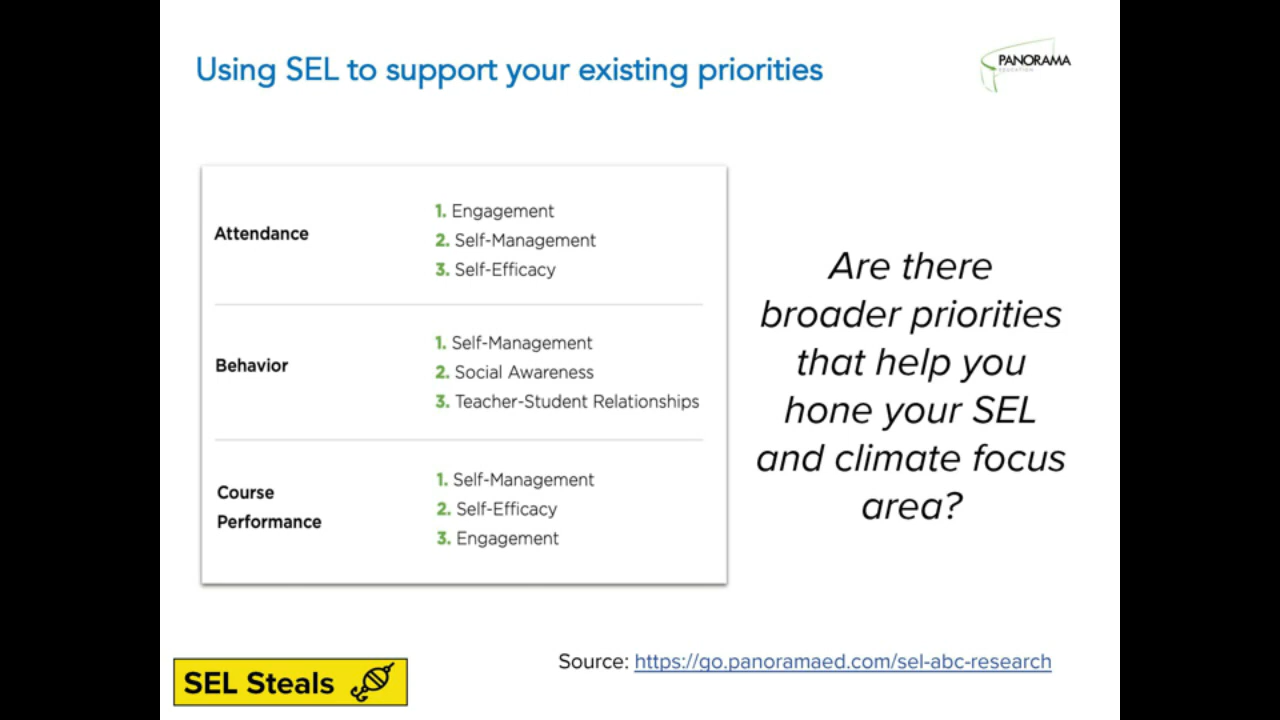 Using SEL to support your existing priorities
PANORAMA
EDUCATION
Attendance
1. Engagement
2. Self-Management
3. Self-Efficacy
Behavior
1. Self-Management
2. Social Awareness
3. Teacher-Student Relationships
Course
Performance
1. Self-Management
2. Self-Efficacy
3. Engagement
Are there
broader priorities
that help you
hone your SEL
and climate focus
area?
SEL Steals
Source: https://go.panoramaed.com/sel-abc-research